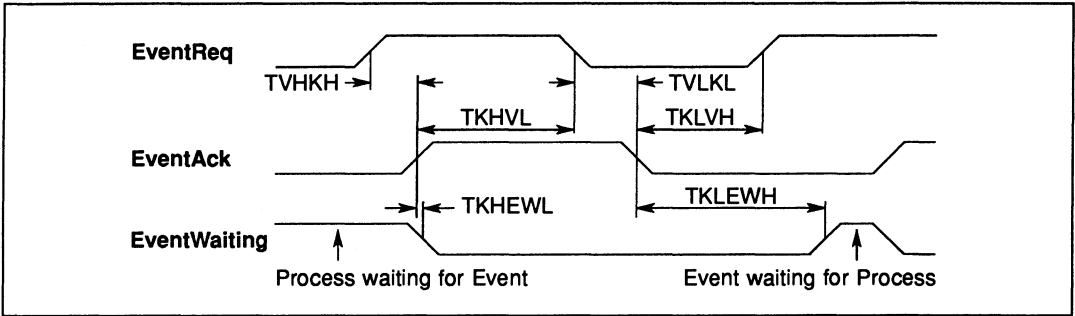 EventReq
TVHKH
TVLKL
TKHVL
TKLVH
EventAck
TKHEWL
TKLEWH
EventWaiting
Process waiting for Event
Event waiting for Process